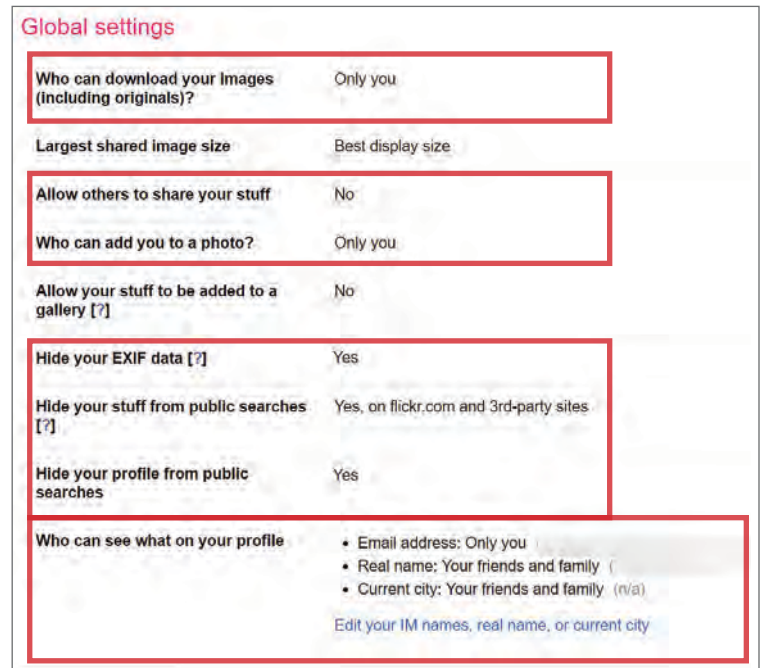 Global settings
Who can download your images Only you
(including originals)?
Largest shared image size Best display size
Allow others to share your stuff No
Who can add you to a photo? Only you
Allow your stuff to be added to a No
gallery [?]
Hide your EXIF data [?] Yes
Hide your stuff from public searches Yes, on flickr.com and 3rd-party sites
[?]
Hide your profile from public Yes
searches
Who can see what on your profile • Email address: Only you (
• Real name: Your friends and family (
• Current city: Your friends and family (n/a)
Edit your IM names, real name, or current city